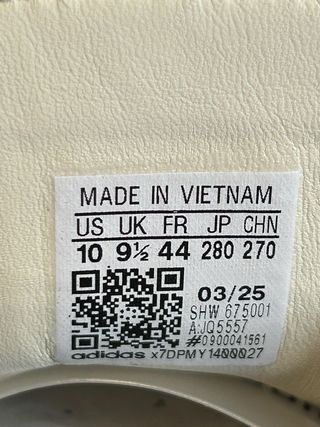 MADE IN VIETNAM
US UK FR JP CHN
10 9½ 44 280 270
03/25
SHW 675001
A:JQ5557
#0900041561
adidas x7DPMY1400027